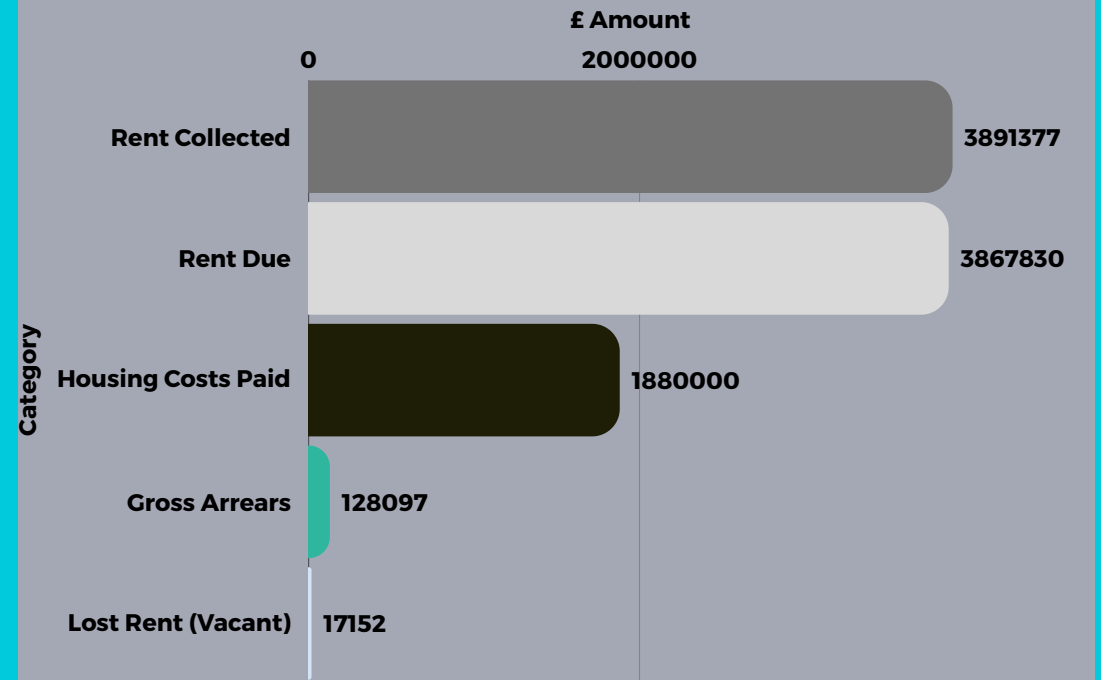 £ Amount
0 2000000
Rent Collected 3891377
Rent Due 3867830
Category
Housing Costs Paid 1880000
Gross Arrears 128097
Lost Rent (Vacant) 17152